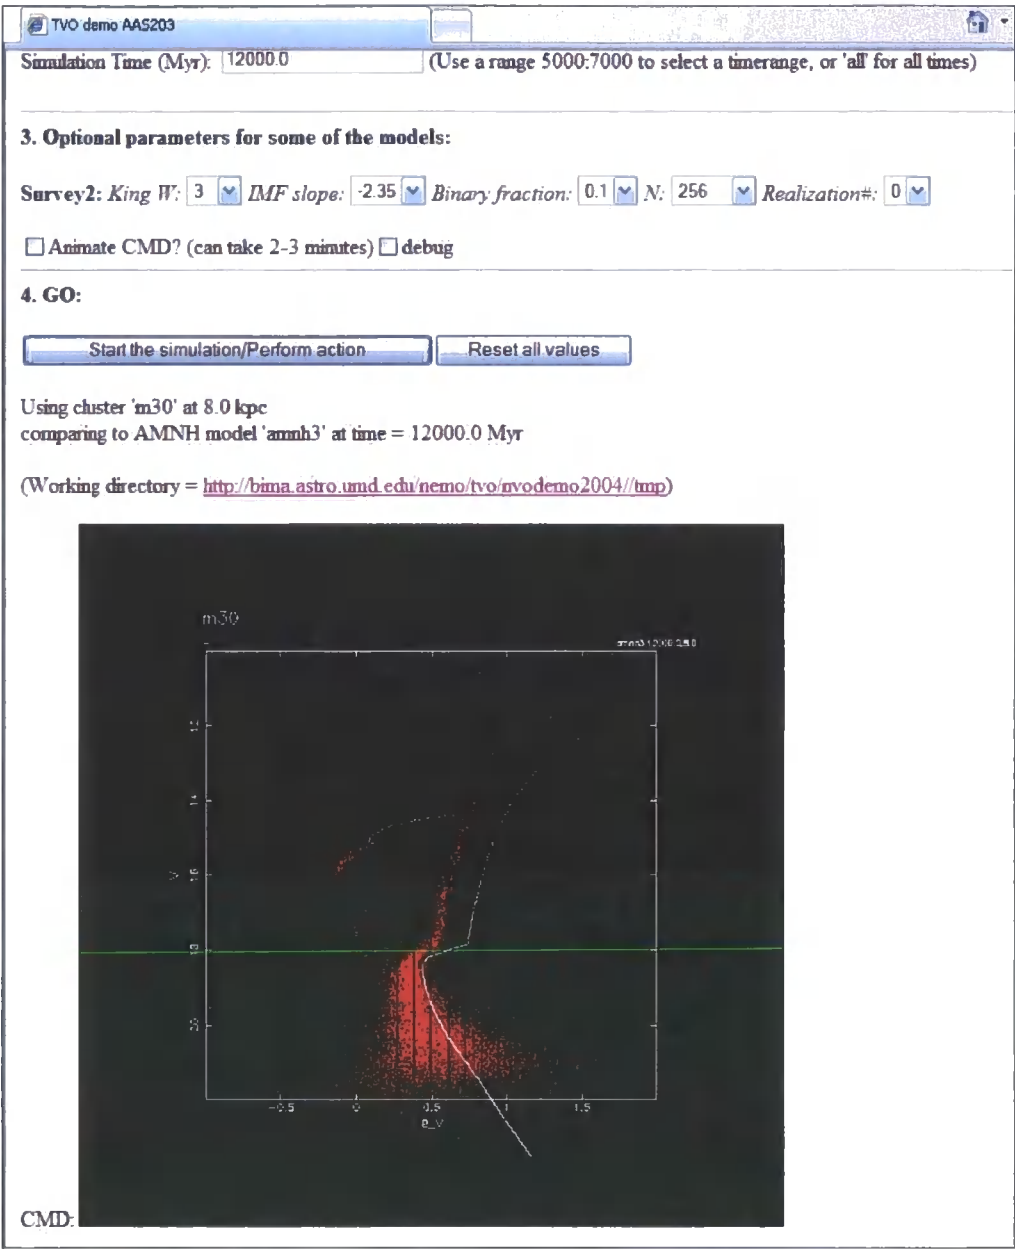 TVO demo AAS203
Simulation Time (Myr): 12000.0 (Use a range 5000:7000 to select a timerange, or 'all' for all times)
3. Optional parameters for some of the models:
Survey2: King W: 3 IMF slope: -2.35 Binary fraction: 0.1 N: 256 Realization#: 0
Animate CMD? (can take 2-3 minutes) debug
4. GO:
Start the simulation/Perform action Reset all values
Using cluster 'm30' at 8.0 kpc
comparing to AMNH model 'amnh3' at time = 12000.0 Myr
(Working directory = http://bima.astro.umd.edu/nemo/tvo/nvodemo2004//tmp)
m30
12
14
16
V
18
20
-0.5 0 0.5 1 1.5
B_V
CMD: